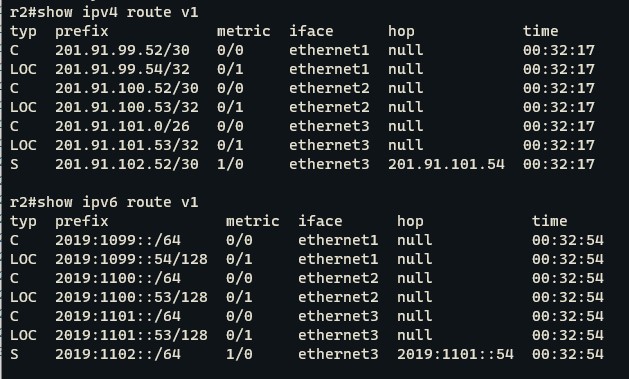 r2#show ipv4 route v1
typ  prefix            metric  iface      hop            time
C    201.91.99.52/30   0/0     ethernet1  null           00:32:17
LOC  201.91.99.54/32   0/1     ethernet1  null           00:32:17
C    201.91.100.52/30  0/0     ethernet2  null           00:32:17
LOC  201.91.100.53/32  0/1     ethernet2  null           00:32:17
C    201.91.101.0/26   0/0     ethernet3  null           00:32:17
LOC  201.91.101.53/32  0/1     ethernet3  null           00:32:17
S    201.91.102.52/30  1/0     ethernet3  201.91.101.54  00:32:17

r2#show ipv6 route v1
typ  prefix             metric  iface      hop            time
C    2019:1099::/64     0/0     ethernet1  null           00:32:54
LOC  2019:1099::54/128  0/1     ethernet1  null           00:32:54
C    2019:1100::/64     0/0     ethernet2  null           00:32:54
LOC  2019:1100::53/128  0/1     ethernet2  null           00:32:54
C    2019:1101::/64     0/0     ethernet3  null           00:32:54
LOC  2019:1101::53/128  0/1     ethernet3  null           00:32:54
S    2019:1102::/64     1/0     ethernet3  2019:1101::54  00:32:54